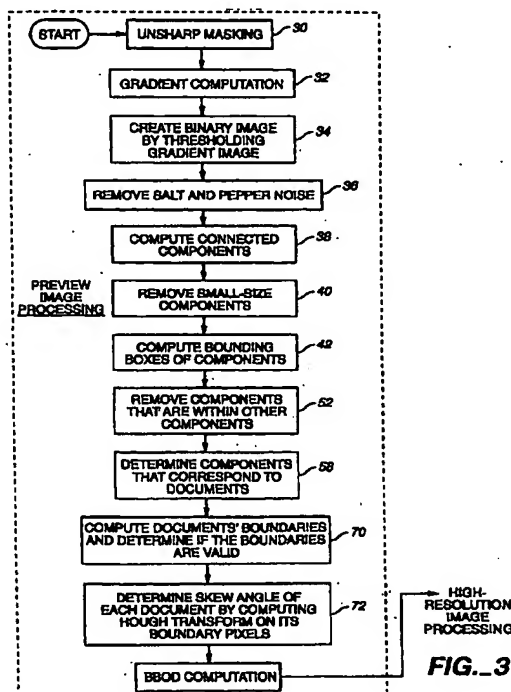 START
UNSHARP MASKING
30
GRADIENT COMPUTATION
32
CREATE BINARY IMAGE
BY THRESHOLDING
GRADIENT IMAGE
34
REMOVE SALT AND PEPPER NOISE
36
COMPUTE CONNECTED
COMPONENTS
38
PREVIEW
IMAGE
PROCESSING
REMOVE SMALL-SIZE
COMPONENTS
40
COMPUTE BOUNDING
BOXES OF COMPONENTS
42
REMOVE COMPONENTS
THAT ARE WITHIN OTHER
COMPONENTS
52
DETERMINE COMPONENTS
THAT CORRESPOND TO
DOCUMENTS
58
COMPUTE DOCUMENTS' BOUNDARIES
AND DETERMINE IF THE BOUNDARIES
ARE VALID
70
DETERMINE SKEW ANGLE OF
EACH DOCUMENT BY COMPUTING
HOUGH TRANSFORM ON ITS
BOUNDARY PIXELS
72
BBOD COMPUTATION
HIGH-
RESOLUTION
IMAGE
PROCESSING
FIG._3